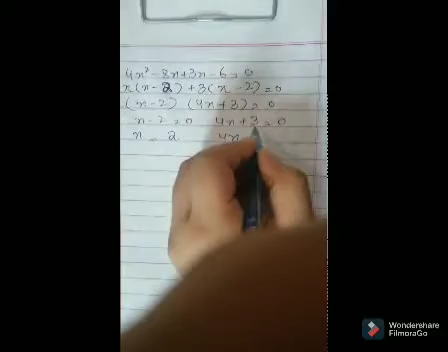 4x² - 8x + 3x - 6 = 0
x(x - 2) + 3(x - 2) = 0
(x - 2) (4x + 3) = 0
x - 2 = 0 4x + 3 = 0
x = 2 4x
Wondershare
FilmoraGo